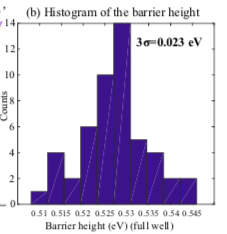 (b) Histogram of the barrier height
14
3σ=0.023 eV
12
10
8
6
4
2
0
Counts
0.51 0.515 0.52 0.525 0.53 0.535 0.54 0.545
Barrier height (eV) (full well)